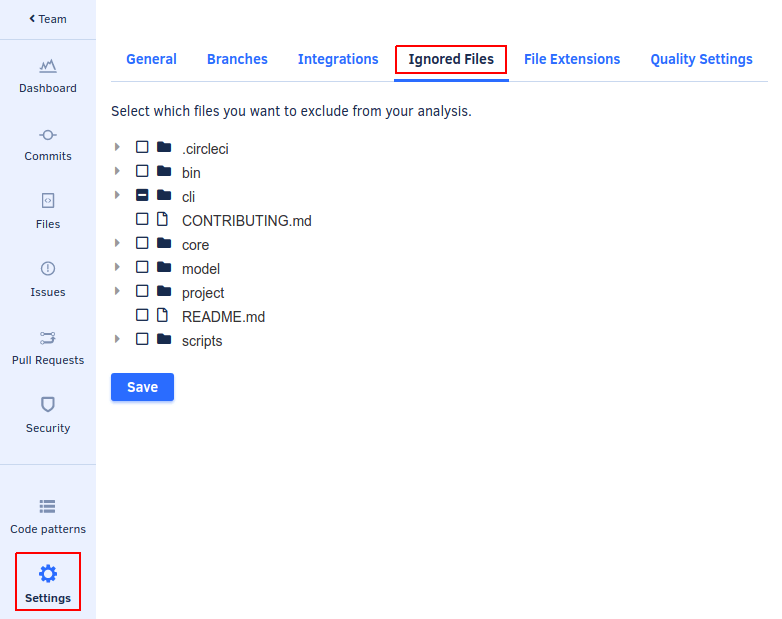 Team
Dashboard
Commits
Files
Issues
Pull Requests
Security
Code patterns
Settings
General Branches Integrations Ignored Files File Extensions Quality Settings
Select which files you want to exclude from your analysis.
.circleci
bin
cli
CONTRIBUTING.md
core
model
project
README.md
scripts
Save